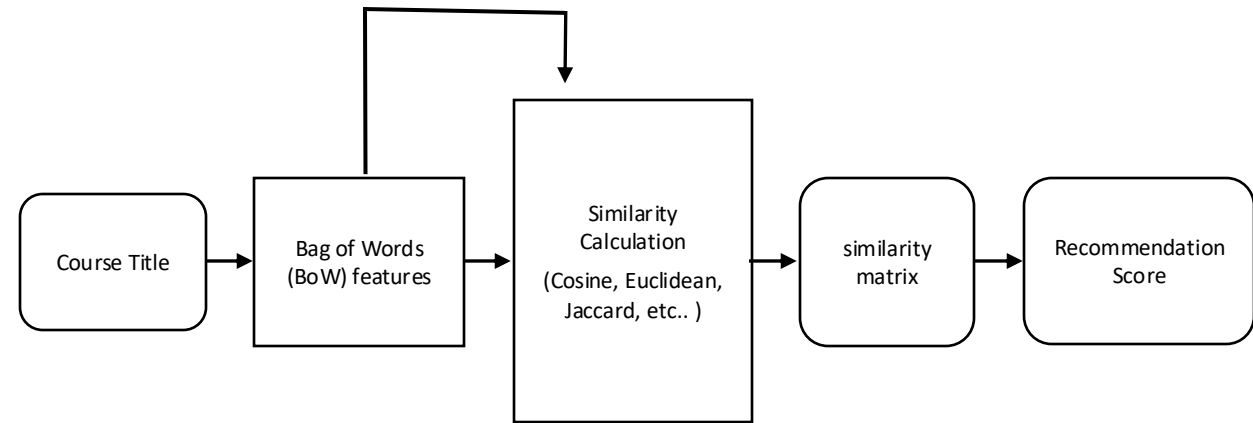 Course Title
Bag of Words
(BoW) features
Similarity
Calculation
(Cosine, Euclidean,
Jaccard, etc.. )
similarity
matrix
Recommendation
Score